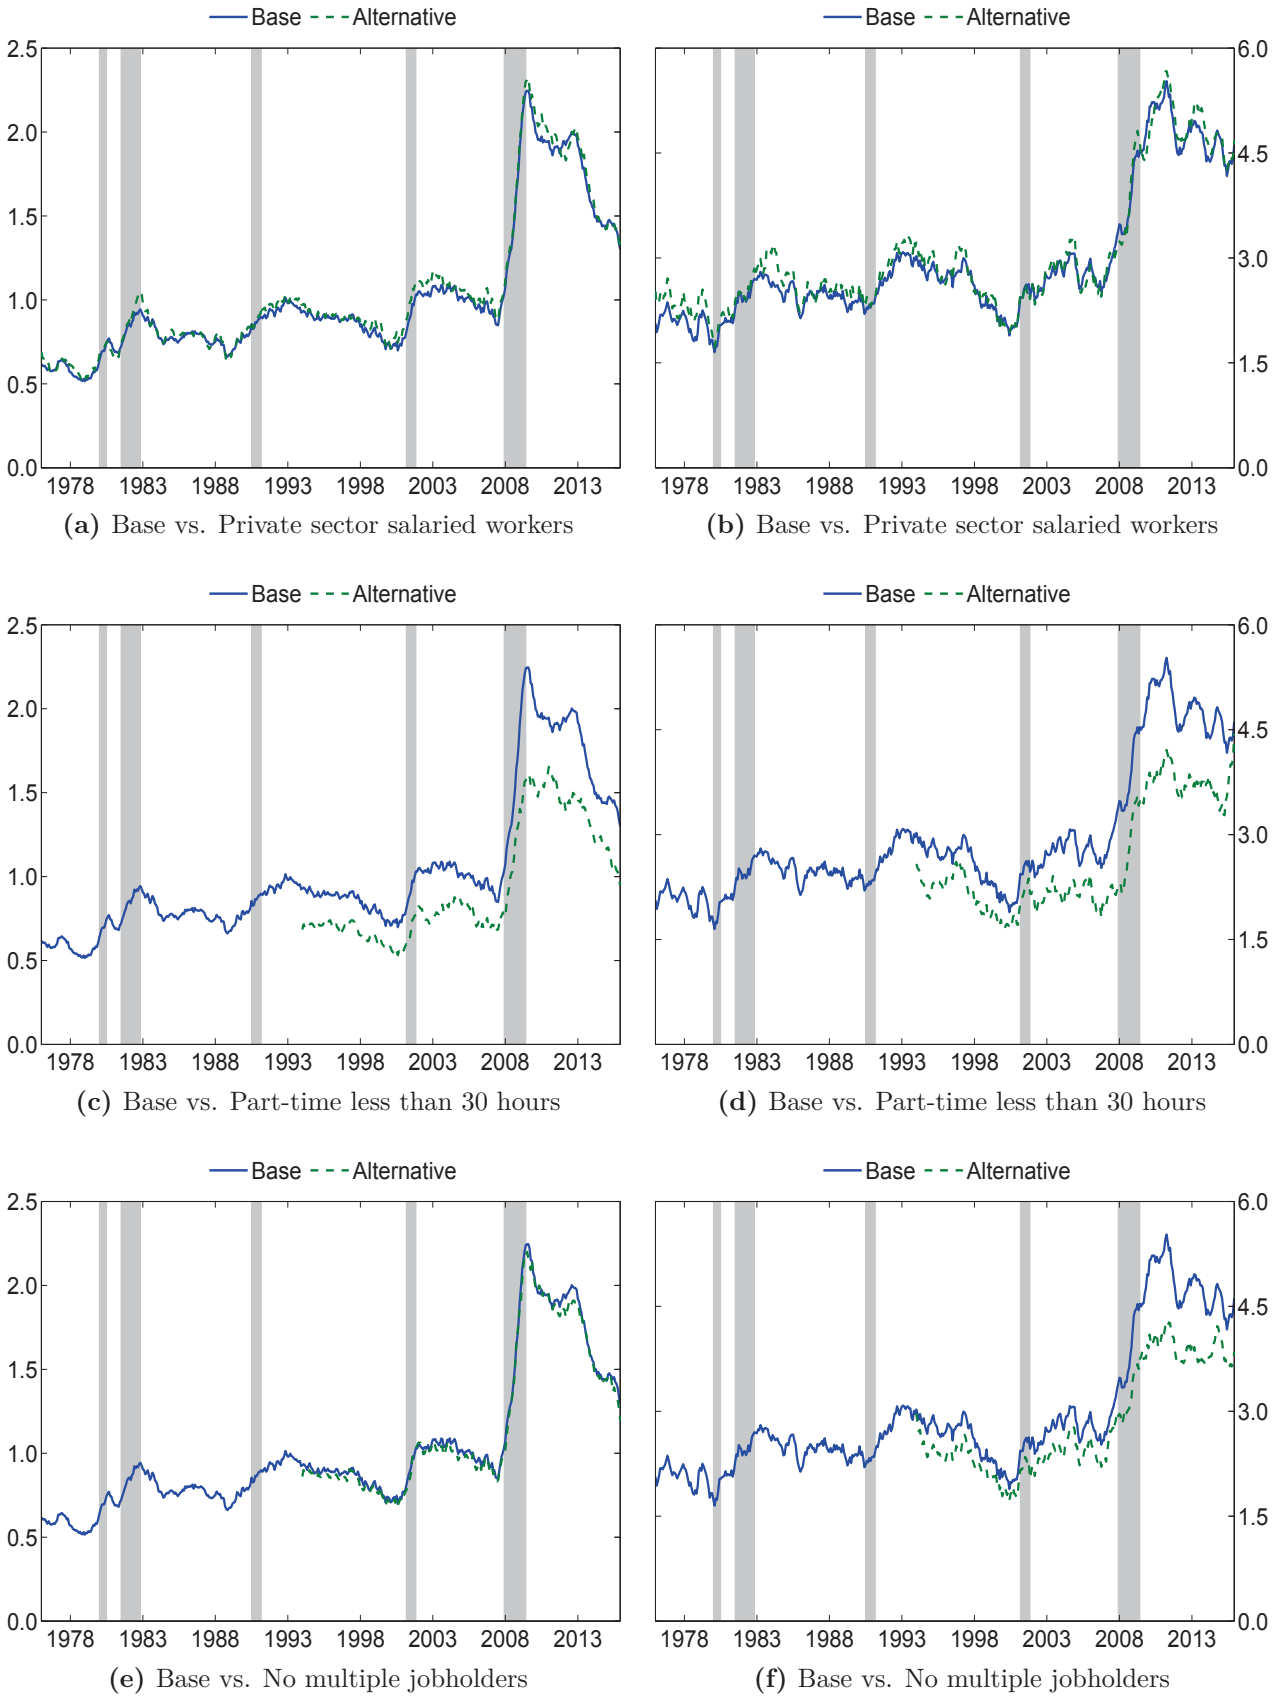 Base Alternative
Base Alternative
2.5
2.0
1.5
1.0
0.5
0.0
1978 1983 1988 1993 1998 2003 2008 2013
6.0
4.5
3.0
1.5
0.0
1978 1983 1988 1993 1998 2003 2008 2013
(a) Base vs. Private sector salaried workers
(b) Base vs. Private sector salaried workers
Base Alternative
Base Alternative
2.5
2.0
1.5
1.0
0.5
0.0
1978 1983 1988 1993 1998 2003 2008 2013
6.0
4.5
3.0
1.5
0.0
1978 1983 1988 1993 1998 2003 2008 2013
(c) Base vs. Part-time less than 30 hours
(d) Base vs. Part-time less than 30 hours
Base Alternative
Base Alternative
2.5
2.0
1.5
1.0
0.5
0.0
1978 1983 1988 1993 1998 2003 2008 2013
6.0
4.5
3.0
1.5
0.0
1978 1983 1988 1993 1998 2003 2008 2013
(e) Base vs. No multiple jobholders
(f) Base vs. No multiple jobholders